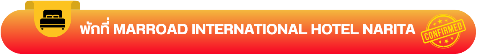 พักที่ MARROAD INTERNATIONAL HOTEL NARITA
CONFIRMED